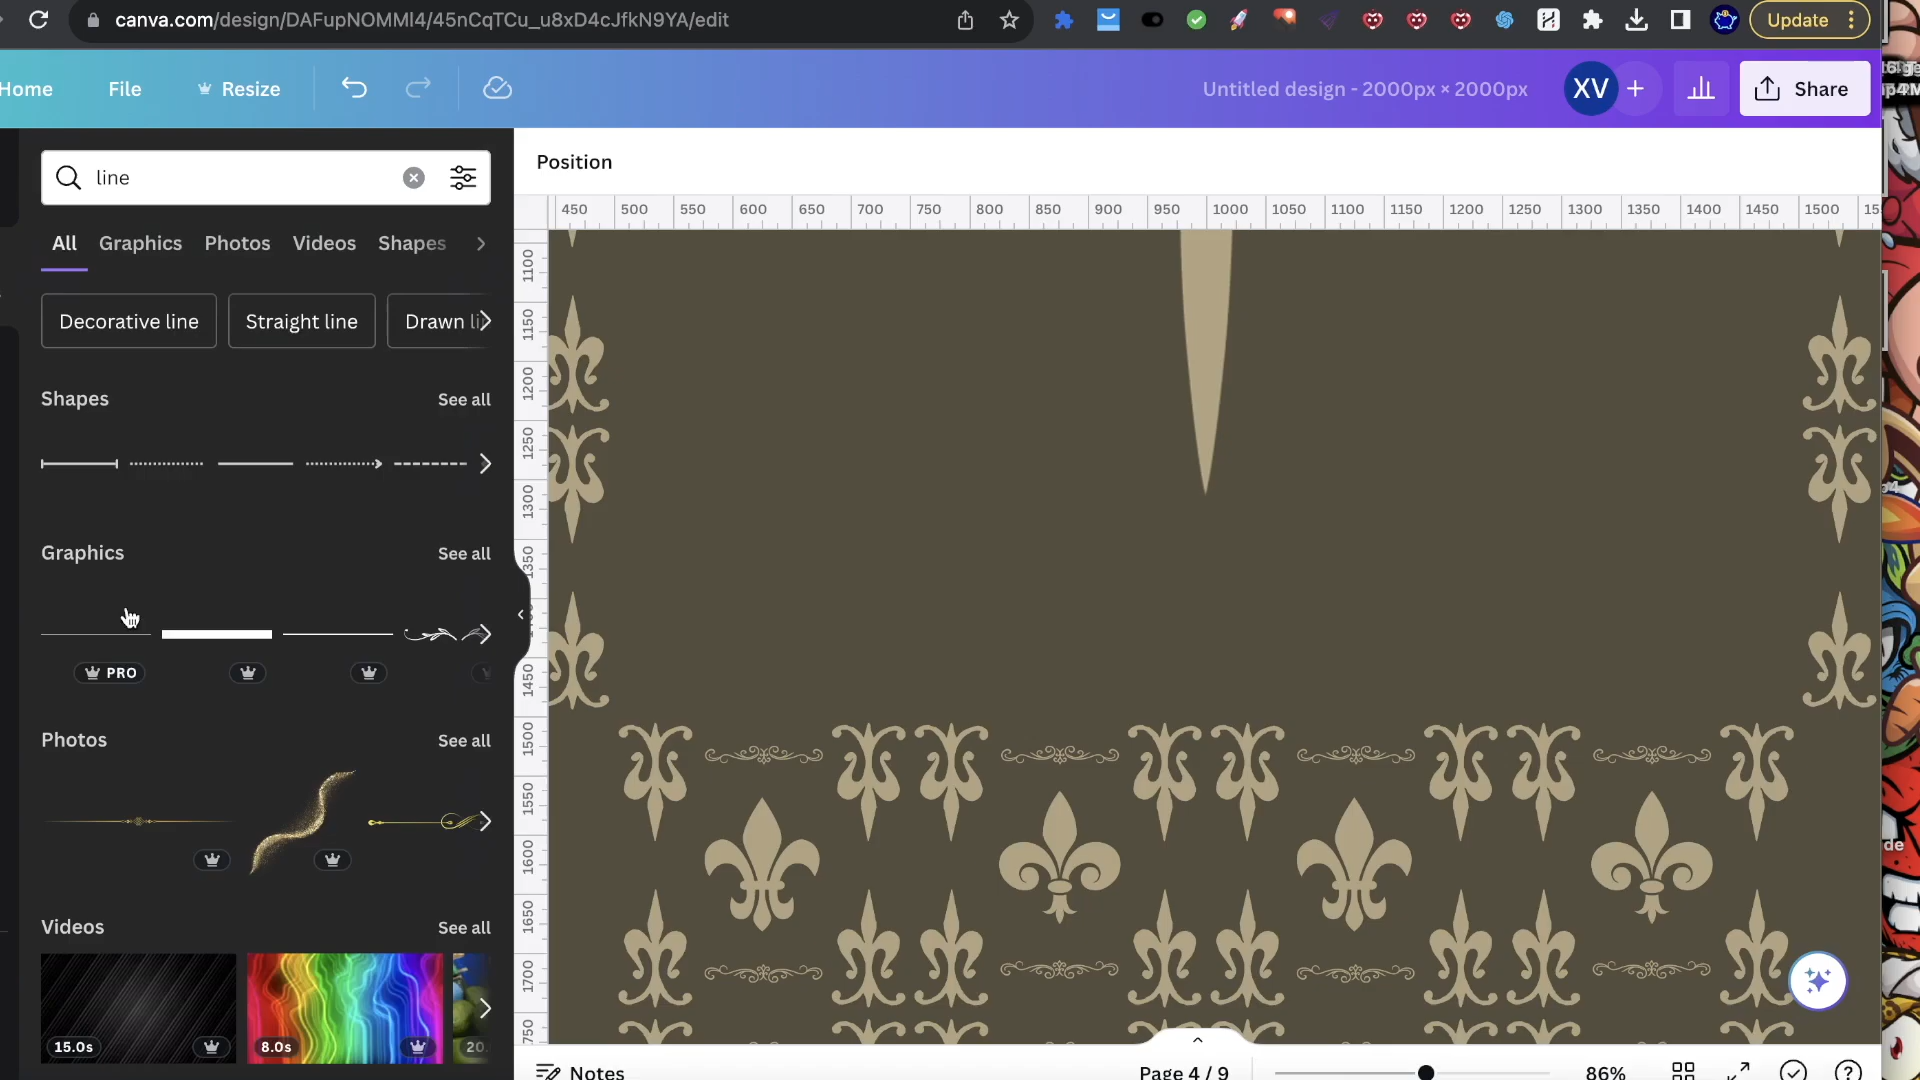 canva.com/design/DAFupNOMMI4/45nCqTCu_u8xD4cJfkN9YA/edit
Update
Home
File
Resize
Untitled design - 2000px × 2000px
XV
Share
line
Position
450 500 550 600 650 700 750 800 850 900 950 1000 1050 1100 1150 1200 1250 1300 1350 1400 1450 1500
All
Graphics
Photos
Videos
Shapes
Decorative line
Straight line
Drawn
Shapes
See all
Graphics
See all
PRO
Photos
See all
Videos
See all
15.0s
8.0s
20.
1100
1150
1200
1250
1300
1350
1450
1500
1550
1600
1650
1700
750
de
Notes
Page 4 / 9
86%